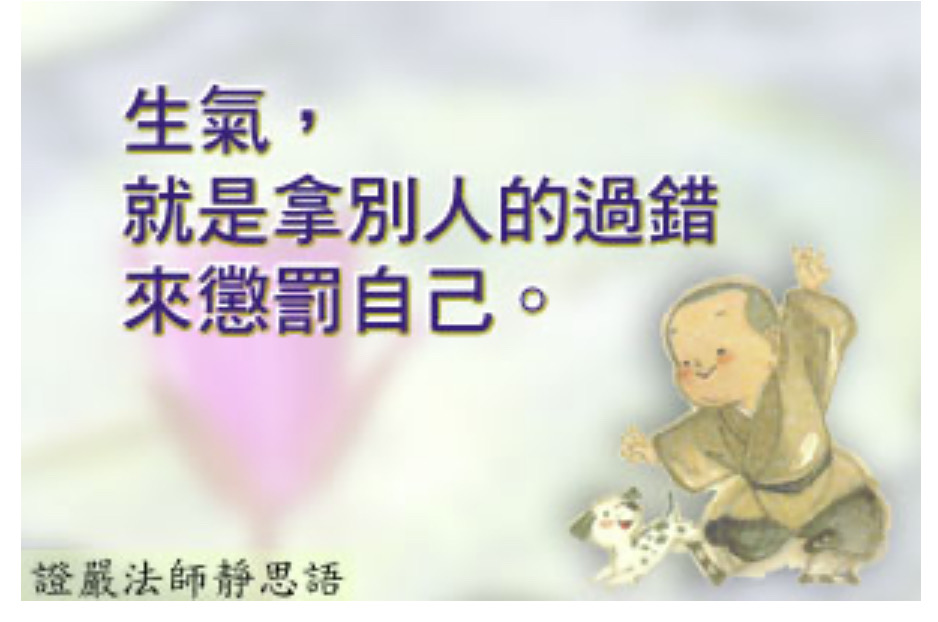 生氣，
就是拿別人的過錯
來懲罰自己。
證嚴法師靜思語